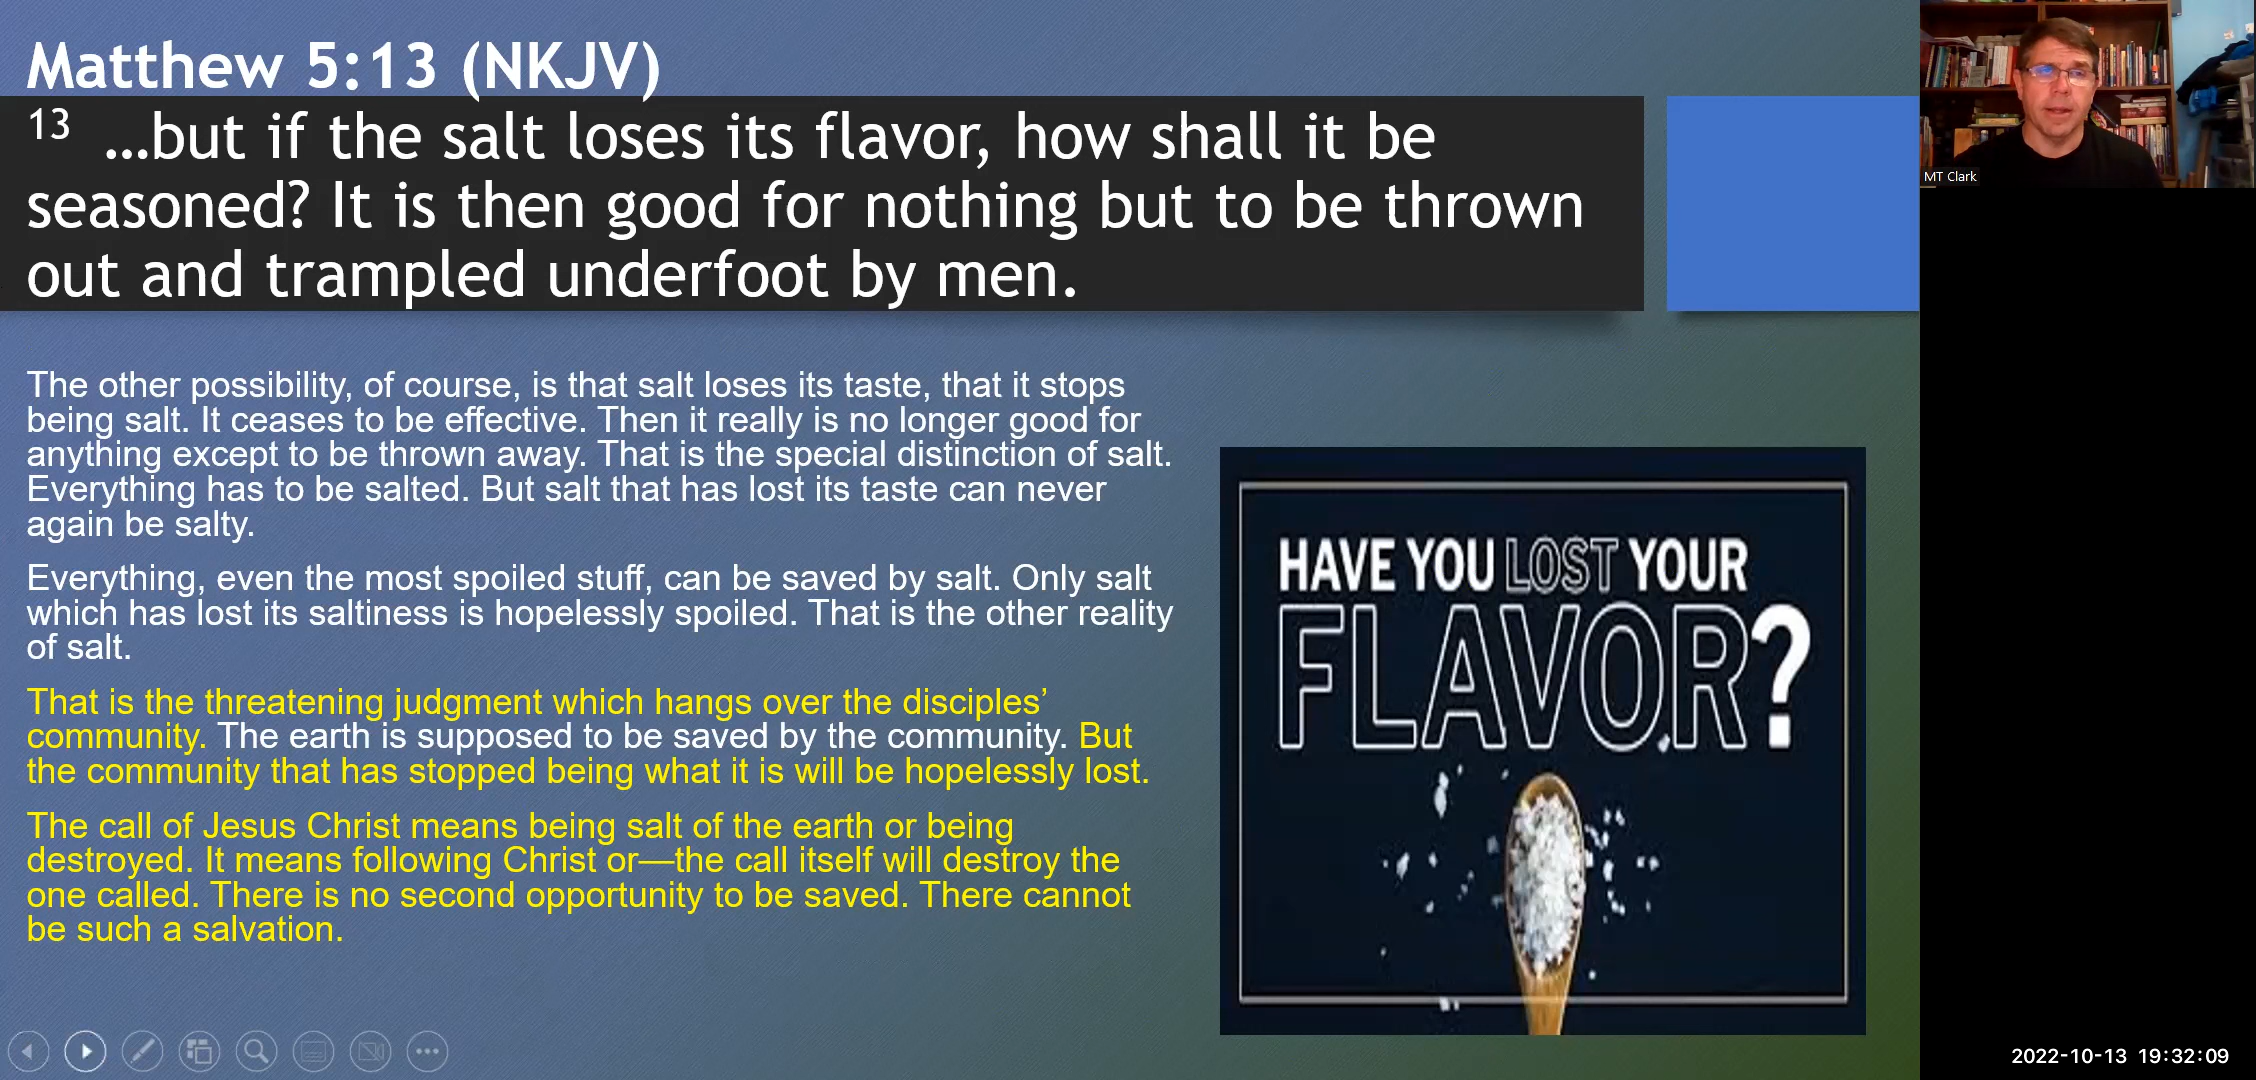 Matthew 5:13 (NKJV)
13 …but if the salt loses its flavor, how shall it be
seasoned? It is then good for nothing but to be thrown
out and trampled underfoot by men.
MT Clark
The other possibility, of course, is that salt loses its taste, that it stops
being salt. It ceases to be effective. Then it really is no longer good for
anything except to be thrown away. That is the special distinction of salt.
Everything has to be salted. But salt that has lost its taste can never
again be salty.
Everything, even the most spoiled stuff, can be saved by salt. Only salt
which has lost its saltiness is hopelessly spoiled. That is the other reality
of salt.
That is the threatening judgment which hangs over the disciples’
community. The earth is supposed to be saved by the community. But
the community that has stopped being what it is will be hopelessly lost.
The call of Jesus Christ means being salt of the earth or being
destroyed. It means following Christ or—the call itself will destroy the
one called. There is no second opportunity to be saved. There cannot
be such a salvation.
HAVE YOU LOST YOUR
FLAVOR?
2022-10-13 19:32:09